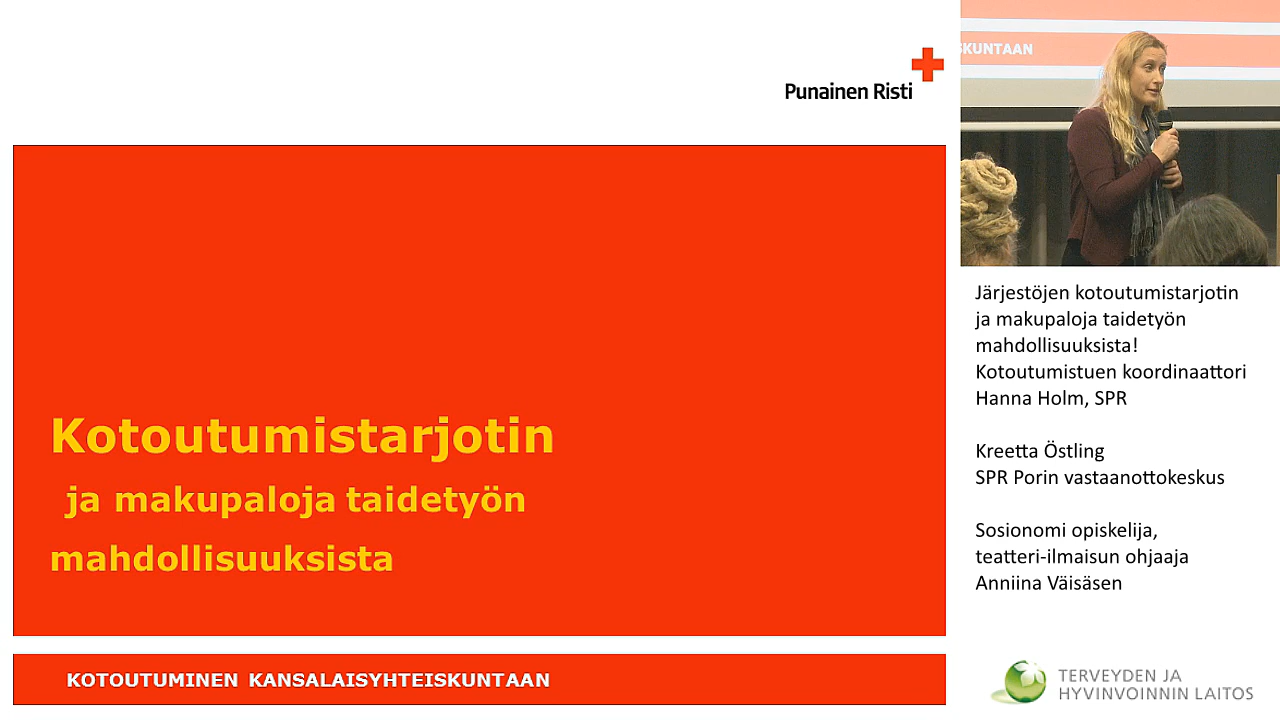 Punainen Risti
Kotoutumistarjotin
ja makupaloja taidetyön
mahdollisuuksista
KOTOUTUMINEN KANSALAISYHTEISKUNTAAN
SKUNTAAN
Järjestöjen kotoutumistarjotin
ja makupaloja taidetyön
mahdollisuuksista!
Kotoutumistuen koordinaattori
Hanna Holm, SPR
Kreetta Östling
SPR Porin vastaanottokeskus
Sosionomi opiskelija,
teatteri-ilmaisun ohjaaja
Anniina Väisäsen
TERVEYDEN JA
HYVINVOINNIN LAITOS